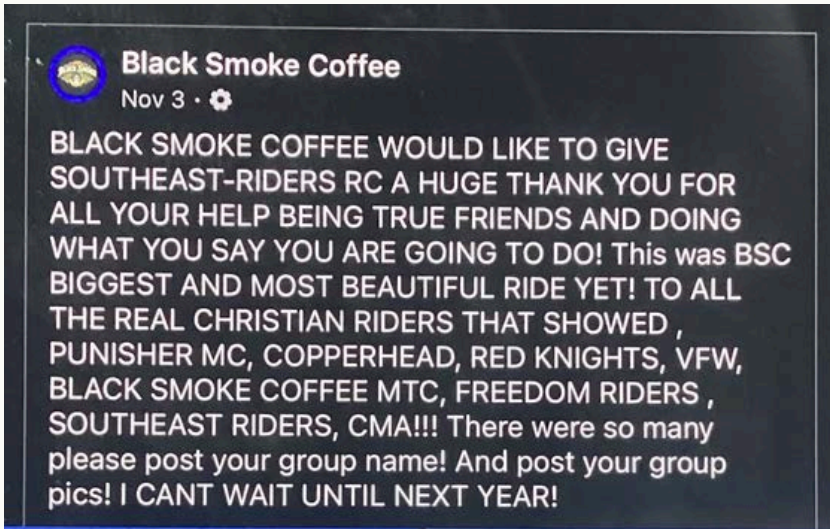 Black Smoke Coffee
Nov 3 ·
BLACK SMOKE COFFEE WOULD LIKE TO GIVE
SOUTHEAST-RIDERS RC A HUGE THANK YOU FOR
ALL YOUR HELP BEING TRUE FRIENDS AND DOING
WHAT YOU SAY YOU ARE GOING TO DO! This was BSC
BIGGEST AND MOST BEAUTIFUL RIDE YET! TO ALL
THE REAL CHRISTIAN RIDERS THAT SHOWED ,
PUNISHER MC, COPPERHEAD, RED KNIGHTS, VFW,
BLACK SMOKE COFFEE MTC, FREEDOM RIDERS ,
SOUTHEAST RIDERS, CMA!!! There were so many
please post your group name! And post your group
pics! I CANT WAIT UNTIL NEXT YEAR!